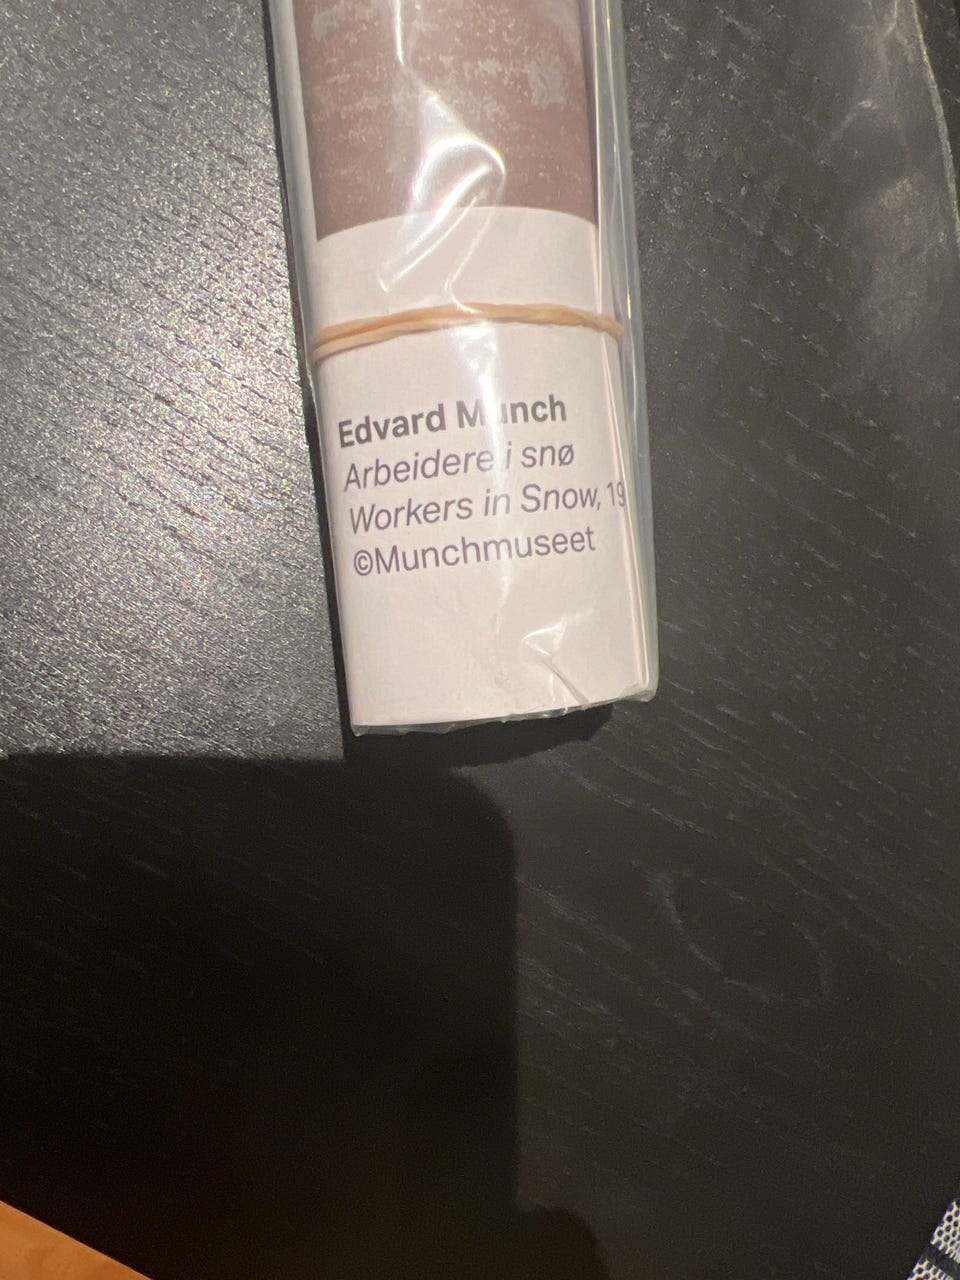 Edvard Munch
Arbeidere i snø
Workers in Snow, 19
©Munchmuseet